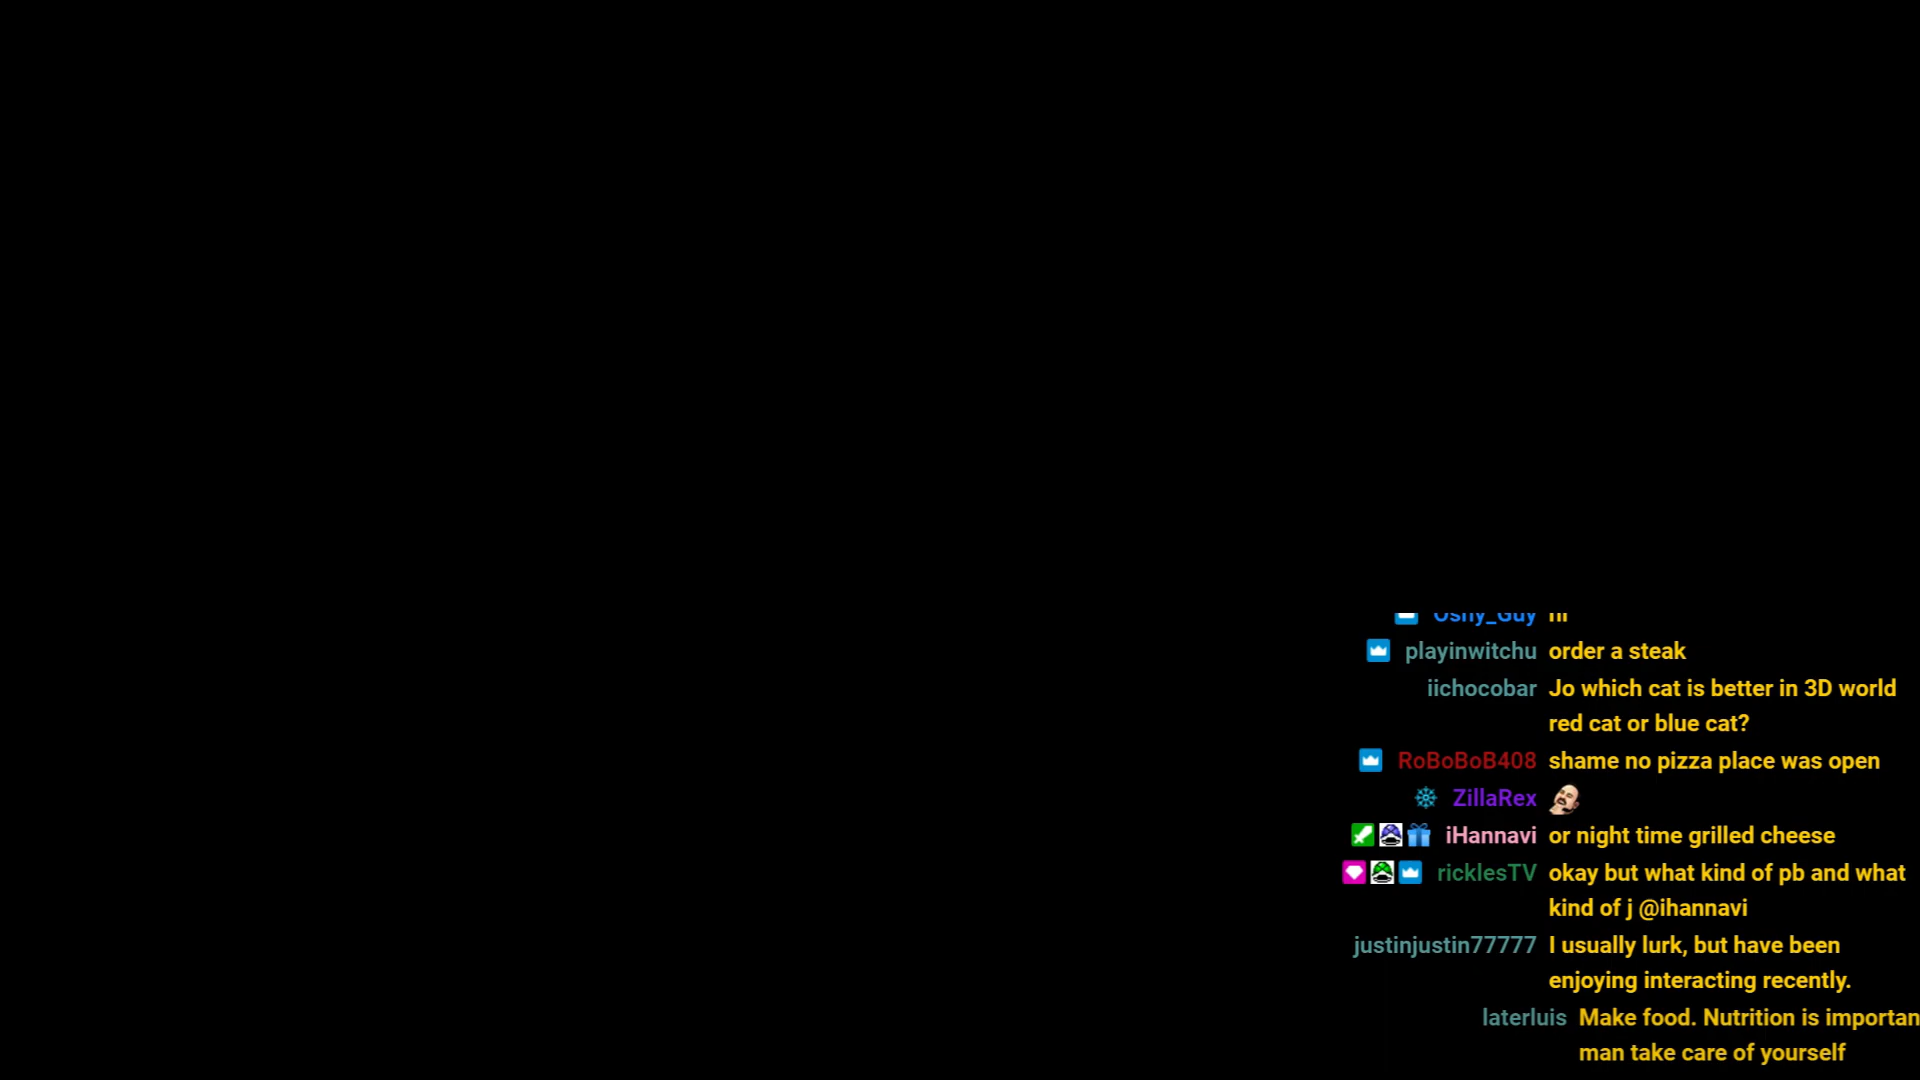 Oshy_Guy hi
playinwitchu order a steak
iichocobar Jo which cat is better in 3D world
red cat or blue cat?
RoBoBoB408 shame no pizza place was open
ZillaRex
iHannavi or night time grilled cheese
ricklesTV okay but what kind of pb and what
kind of j @ihannavi
justinjustin77777 I usually lurk, but have been
enjoying interacting recently.
laterluis Make food. Nutrition is importan
man take care of yourself